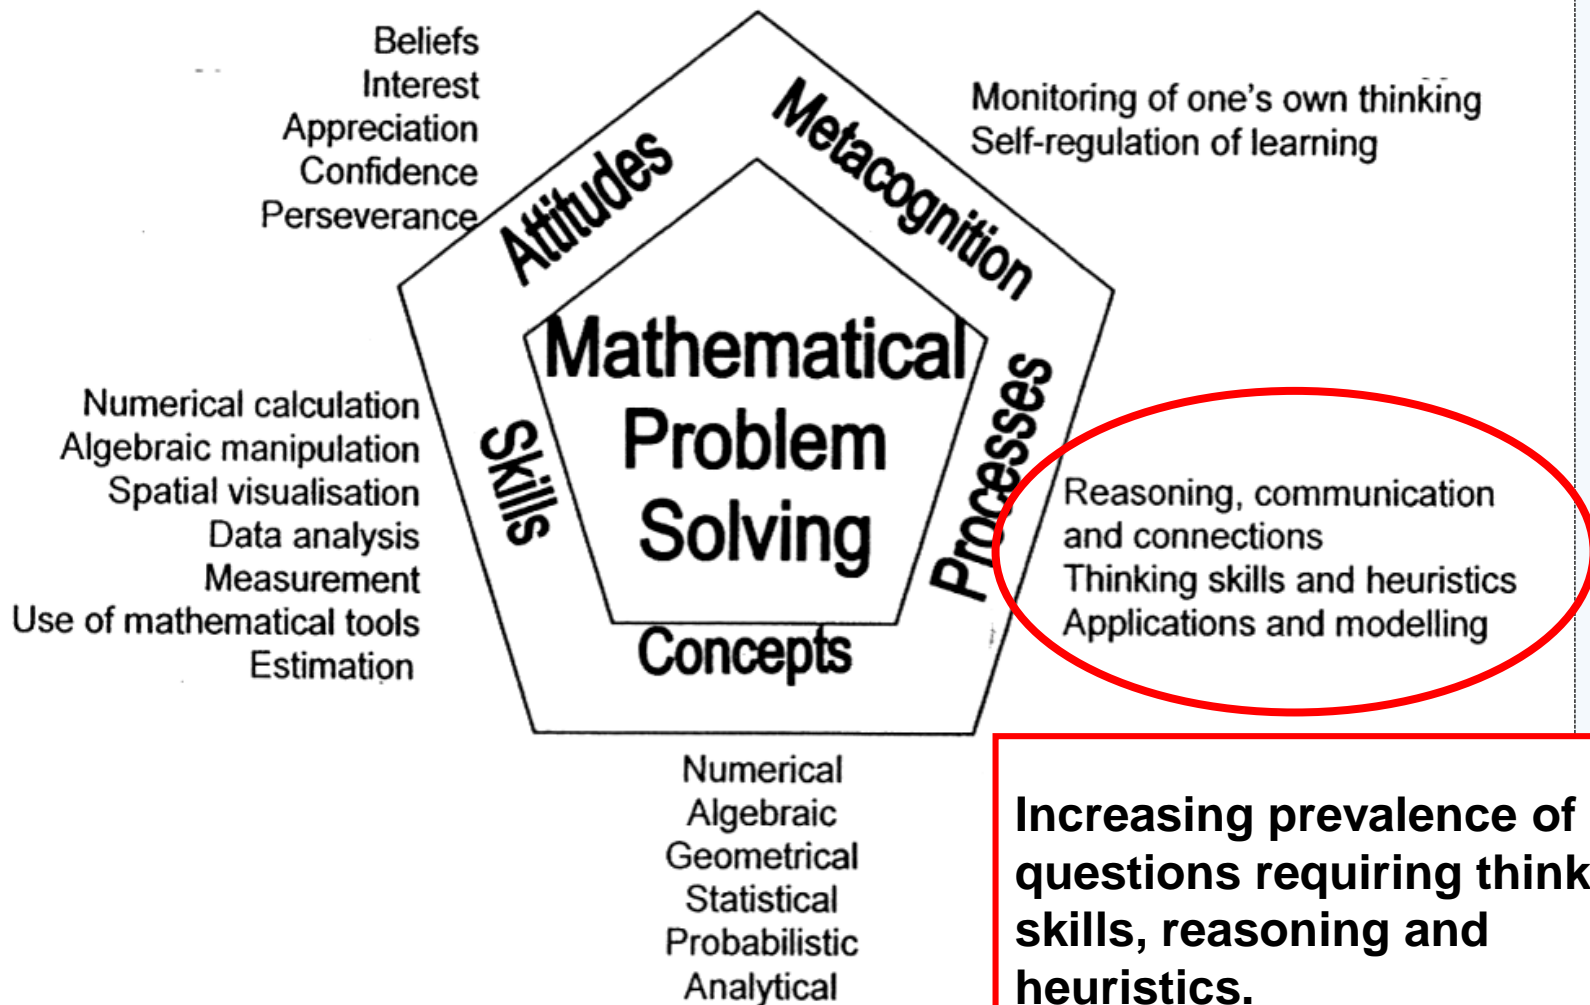 Beliefs
Interest
Appreciation
Confidence
Perseverance
Attitudes
Metacognition
Monitoring of one's own thinking
Self-regulation of learning
Mathematical
Problem
Solving
Numerical calculation
Algebraic manipulation
Spatial visualisation
Data analysis
Measurement
Use of mathematical tools
Estimation
Skills
Processes
Reasoning, communication
and connections
Thinking skills and heuristics
Applications and modelling
Concepts
Numerical
Algebraic
Geometrical
Statistical
Probabilistic
Analytical
Increasing prevalence of
questions requiring think
skills, reasoning and
heuristics.